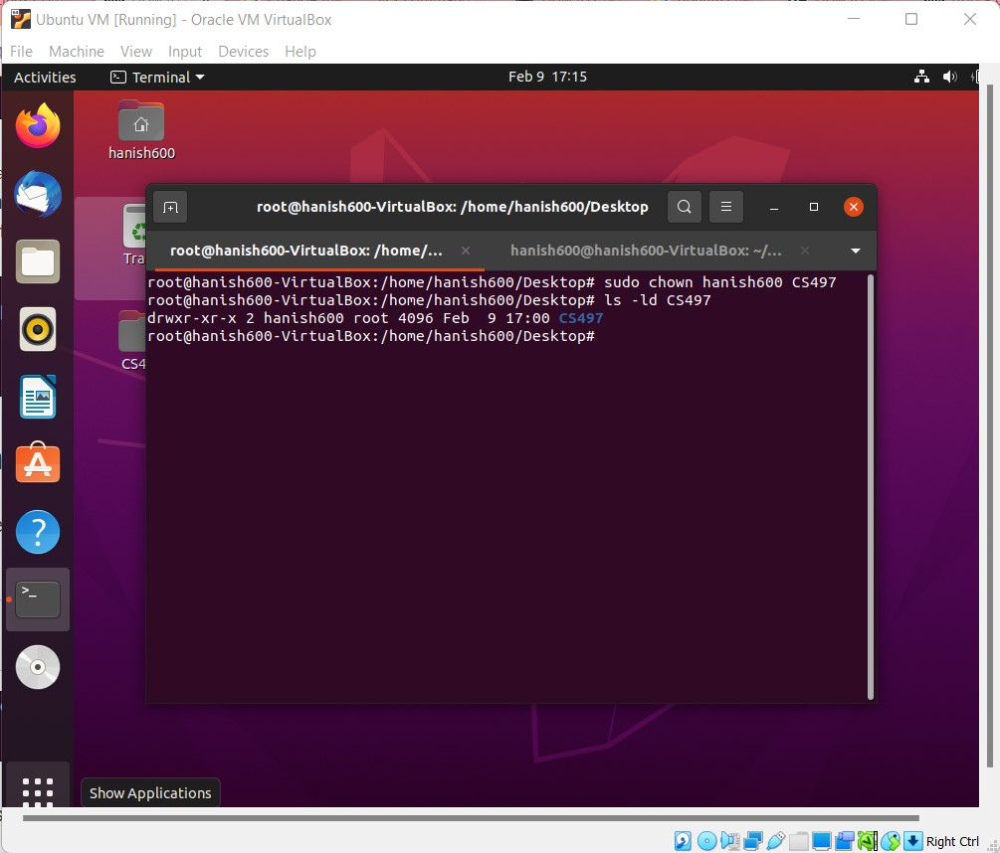 Ubuntu VM [Running] - Oracle VM VirtualBox
File Machine View Input Devices Help
Activities Terminal Feb 9 17:15
hanish600
root@hanish600-VirtualBox: /home/hanish600/Desktop
root@hanish600-VirtualBox: /home/... hanish600@hanish600-VirtualBox: ~/...
Tra
CS4
root@hanish600-VirtualBox:/home/hanish600/Desktop# sudo chown hanish600 CS497
root@hanish600-VirtualBox:/home/hanish600/Desktop# ls -ld CS497
drwxr-xr-x 2 hanish600 root 4096 Feb  9 17:00 CS497
root@hanish600-VirtualBox:/home/hanish600/Desktop#
Show Applications
Right Ctrl